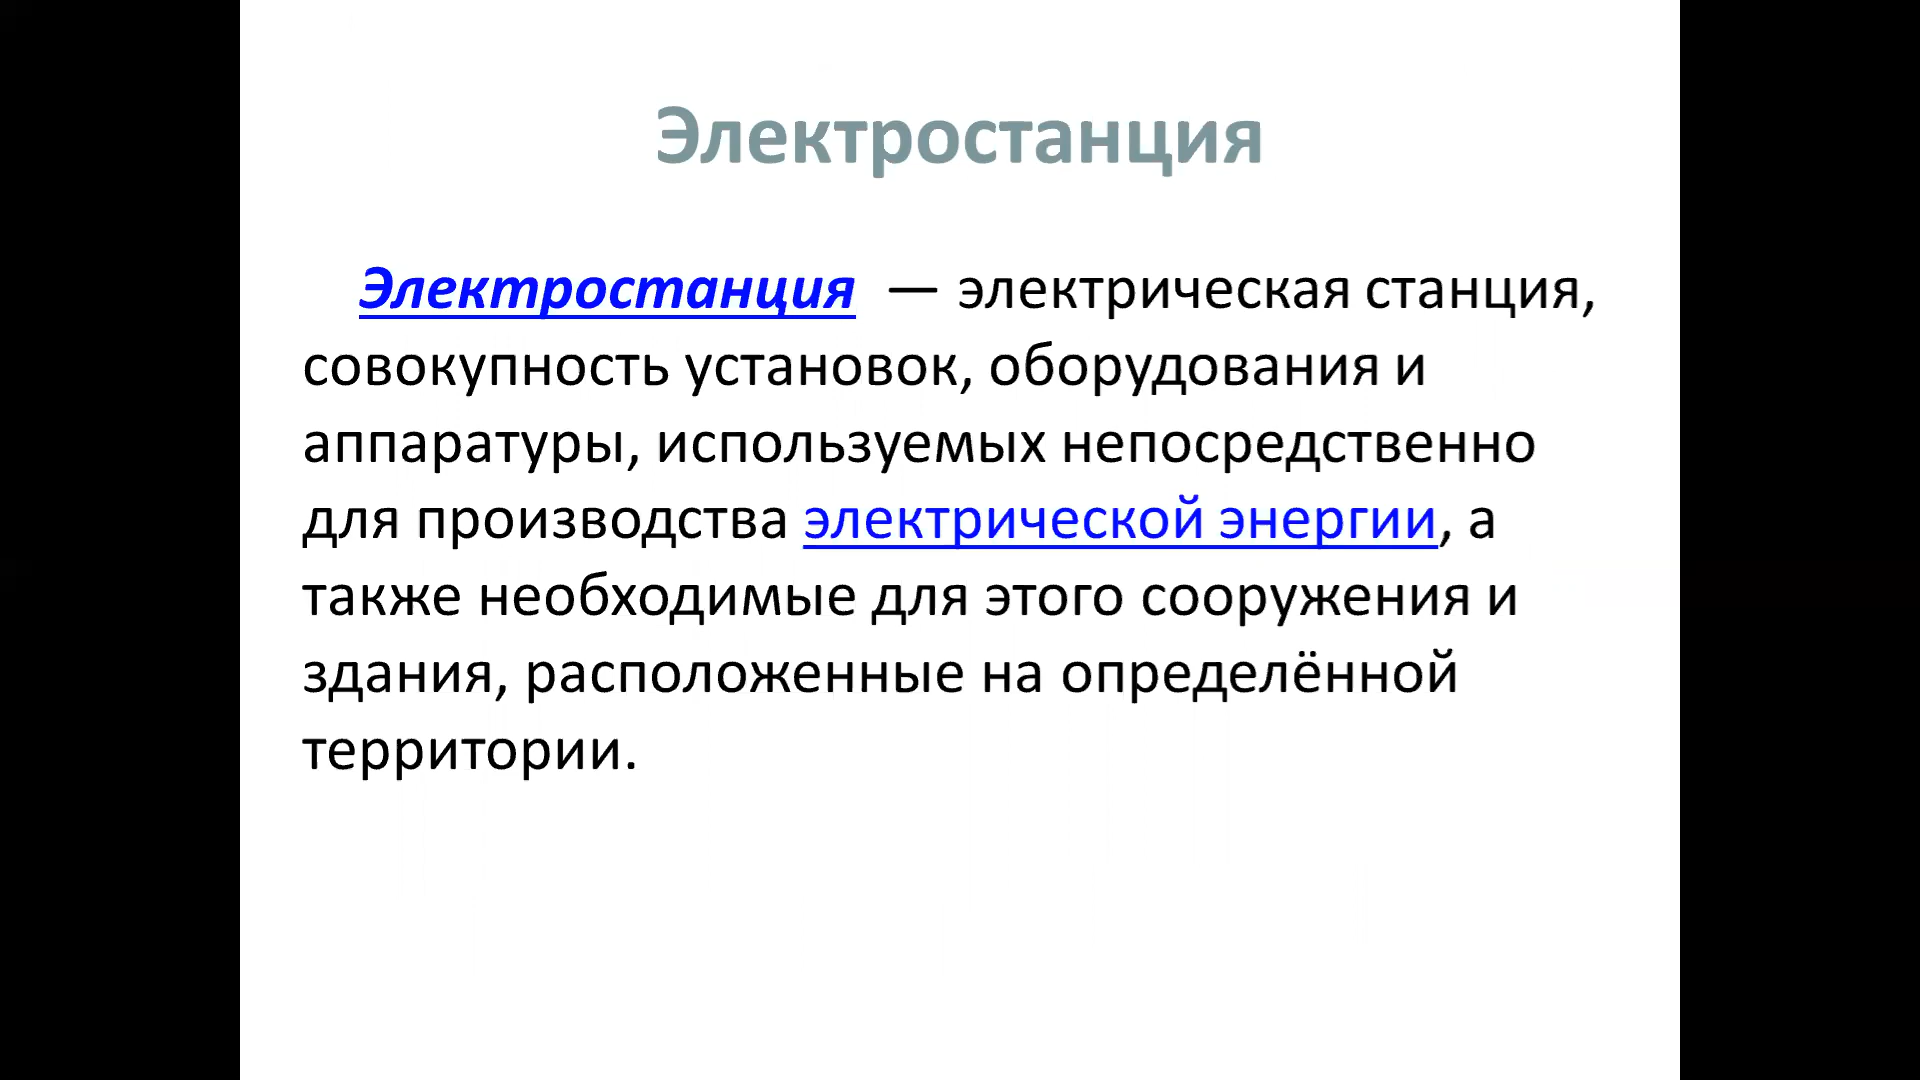 Электростанция
Электростанция — электрическая станция,
совокупность установок, оборудования и
аппаратуры, используемых непосредственно
для производства электрической энергии, а
также необходимые для этого сооружения и
здания, расположенные на определённой
территории.